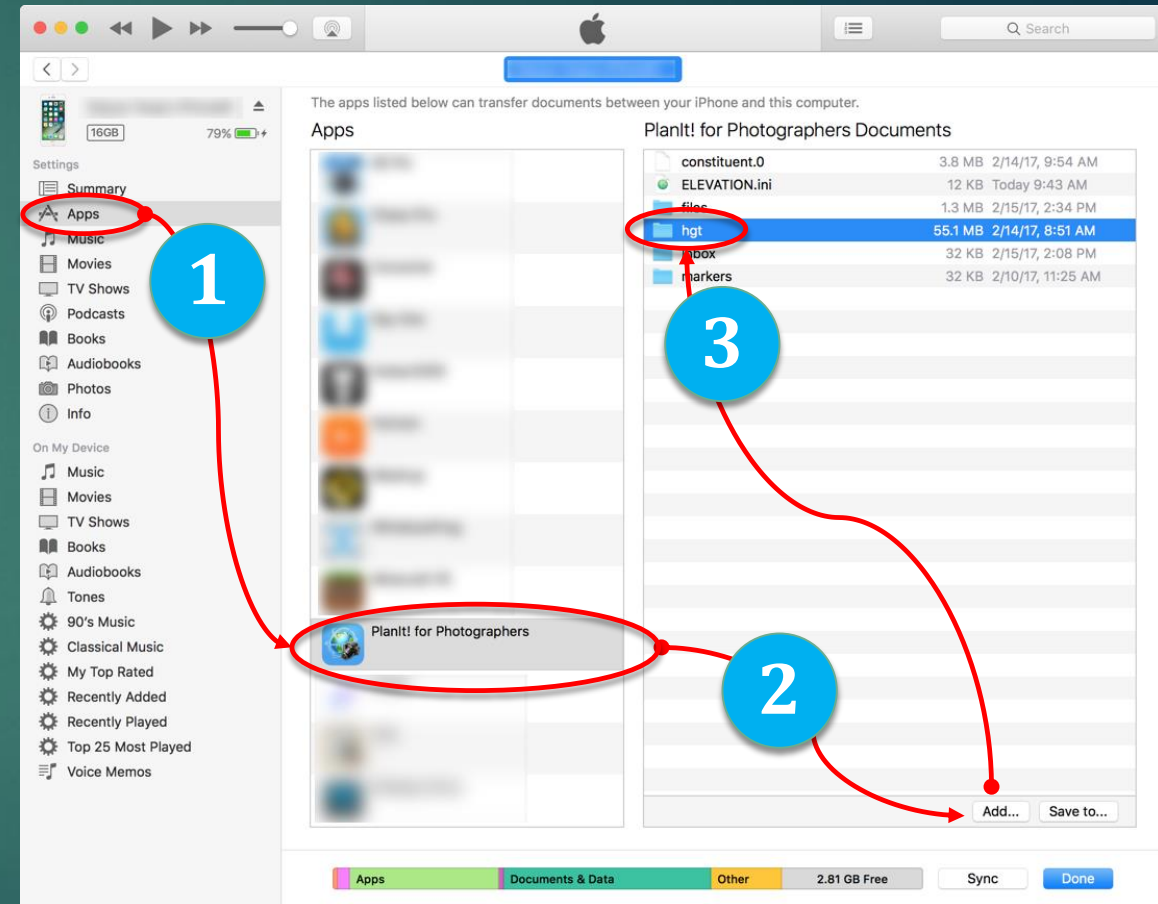 Search
The apps listed below can transfer documents between your iPhone and this computer.
16GB
79%
Settings
Summary
Apps
Music
Movies
TV Shows
Podcasts
Books
Audiobooks
Photos
Info
On My Device
Music
Movies
TV Shows
Books
Audiobooks
Tones
90's Music
Classical Music
My Top Rated
Recently Added
Recently Played
Top 25 Most Played
Voice Memos
Apps
PlanIt! for Photographers
PlanIt! for Photographers Documents
constituent.0 3.8 MB 2/14/17, 9:54 AM
ELEVATION.ini 12 KB Today 9:43 AM
files 1.3 MB 2/15/17, 2:34 PM
hgt 55.1 MB 2/14/17, 8:51 AM
inbox 32 KB 2/15/17, 2:08 PM
markers 32 KB 2/10/17, 11:25 AM
1
3
2
Add... Save to...
Apps Documents & Data Other 2.81 GB Free Sync Done